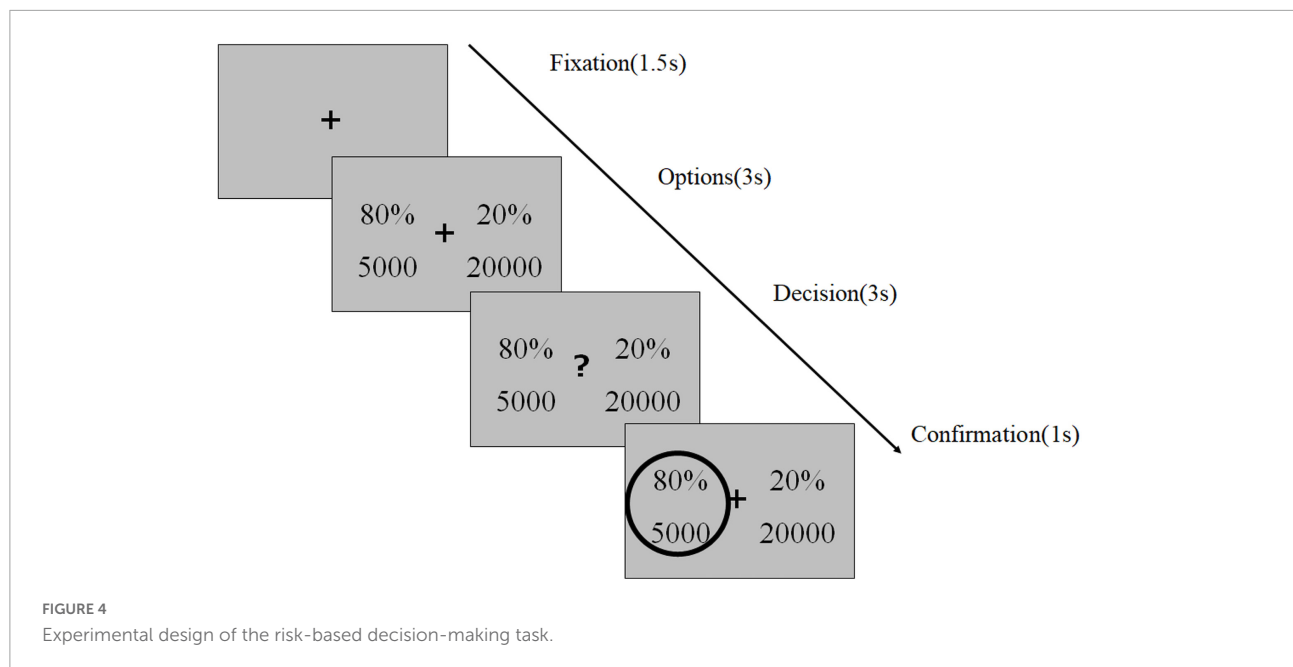 Fixation(1.5s)
+
Options(3s)
80% + 20%
5000 20000
Decision(3s)
80% ? 20%
5000 20000
Confirmation(1s)
80% + 20%
5000 20000
FIGURE 4
Experimental design of the risk-based decision-making task.